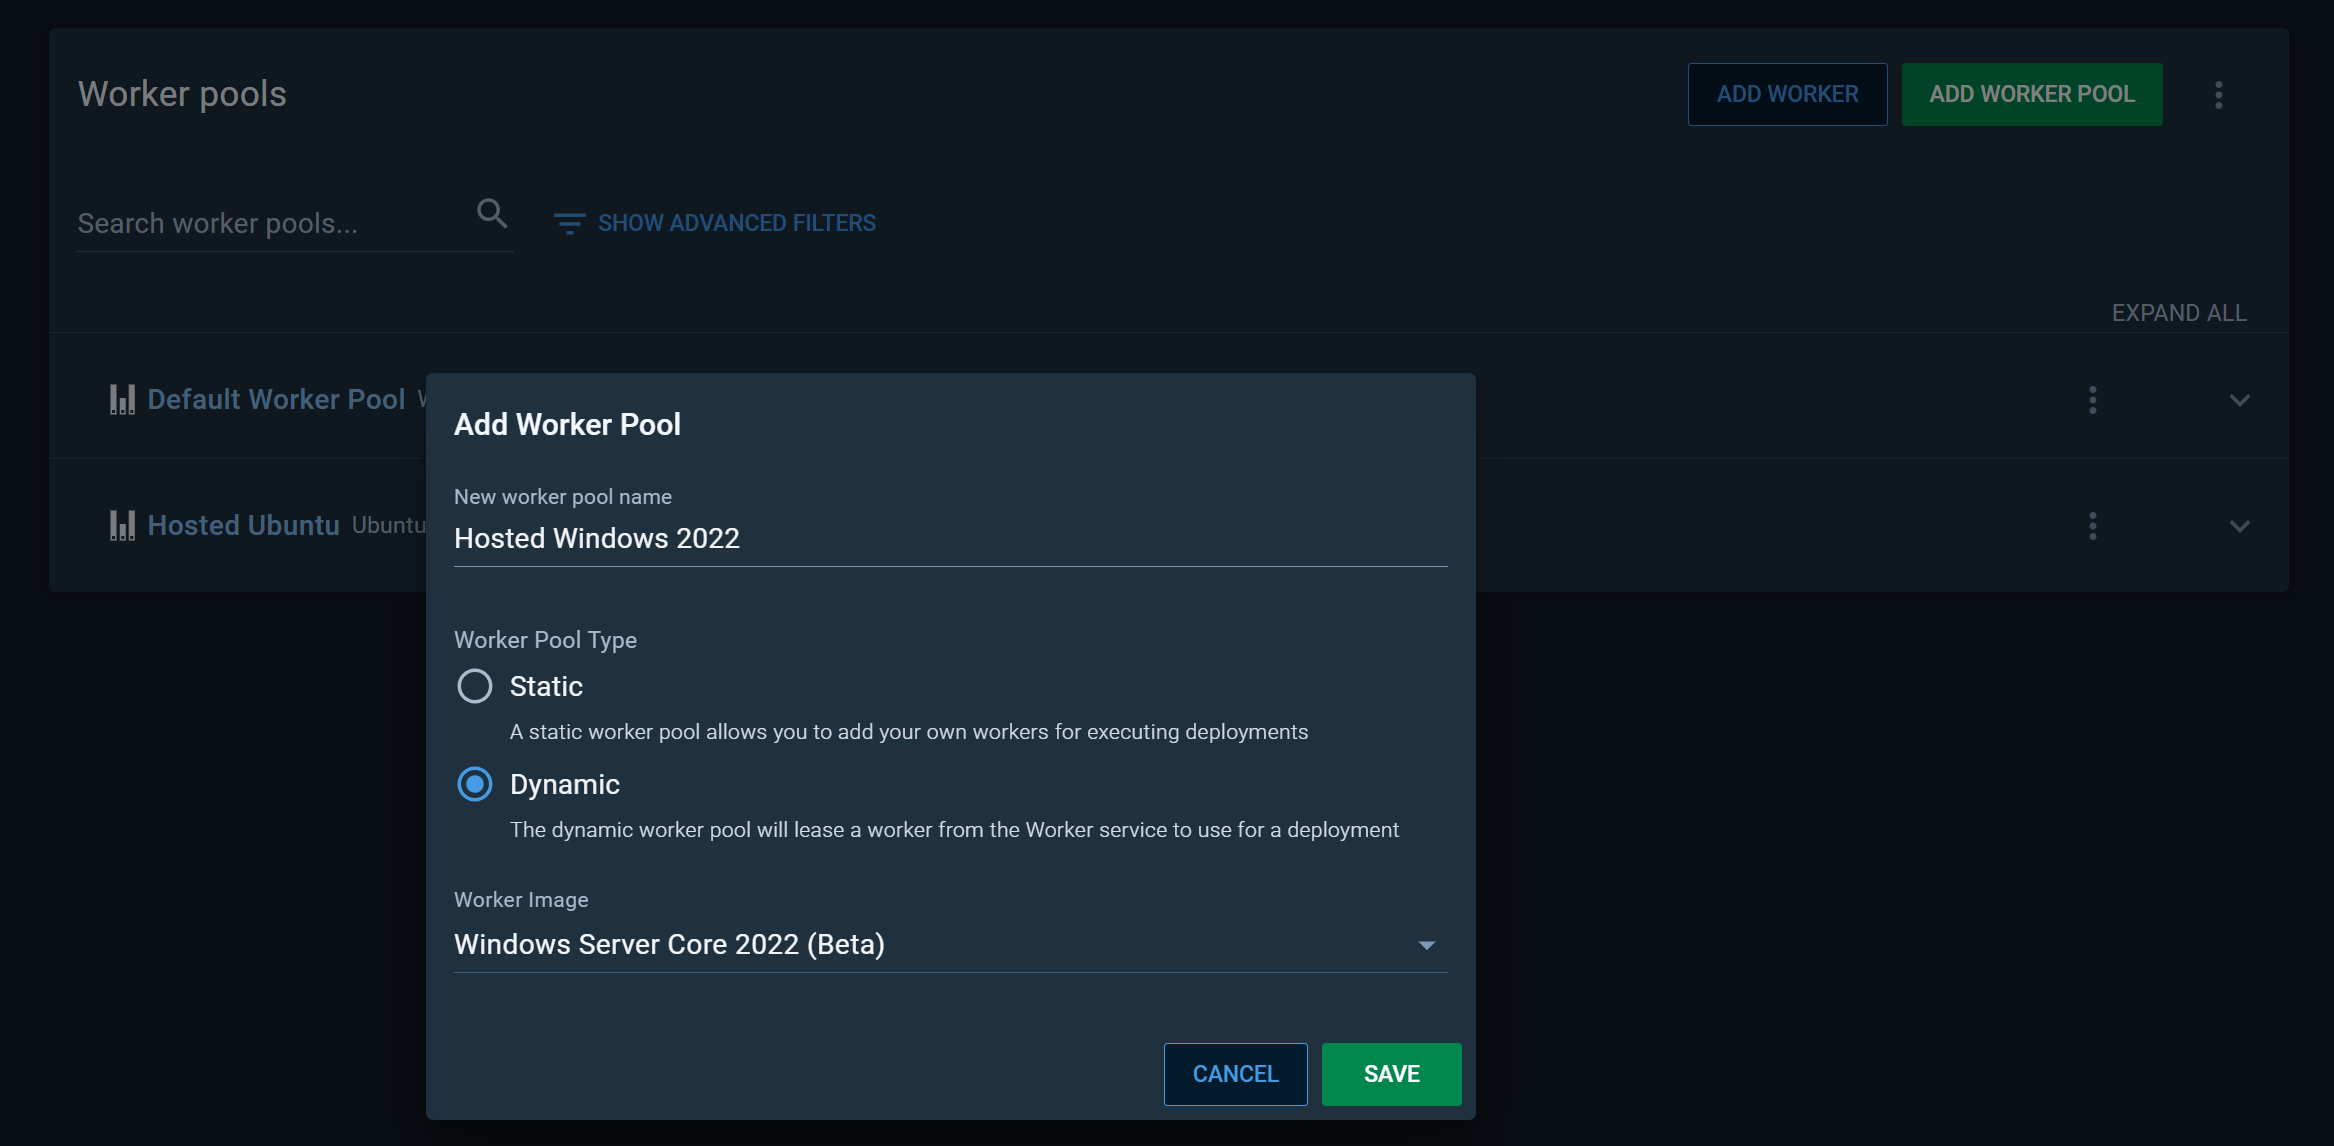 Worker pools
ADD WORKER
ADD WORKER POOL
Search worker pools...
SHOW ADVANCED FILTERS
EXPAND ALL
Default Worker Pool
Hosted Ubuntu Ubuntu
Add Worker Pool
New worker pool name
Hosted Windows 2022
Worker Pool Type
Static
A static worker pool allows you to add your own workers for executing deployments
Dynamic
The dynamic worker pool will lease a worker from the Worker service to use for a deployment
Worker Image
Windows Server Core 2022 (Beta)
CANCEL
SAVE